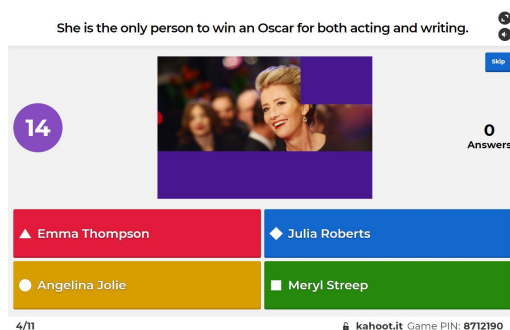 She is the only person to win an Oscar for both acting and writing.
Skip
14
0
Answers
Emma Thompson
Julia Roberts
Angelina Jolie
Meryl Streep
4/11
kahoot.it Game PIN: 8712190